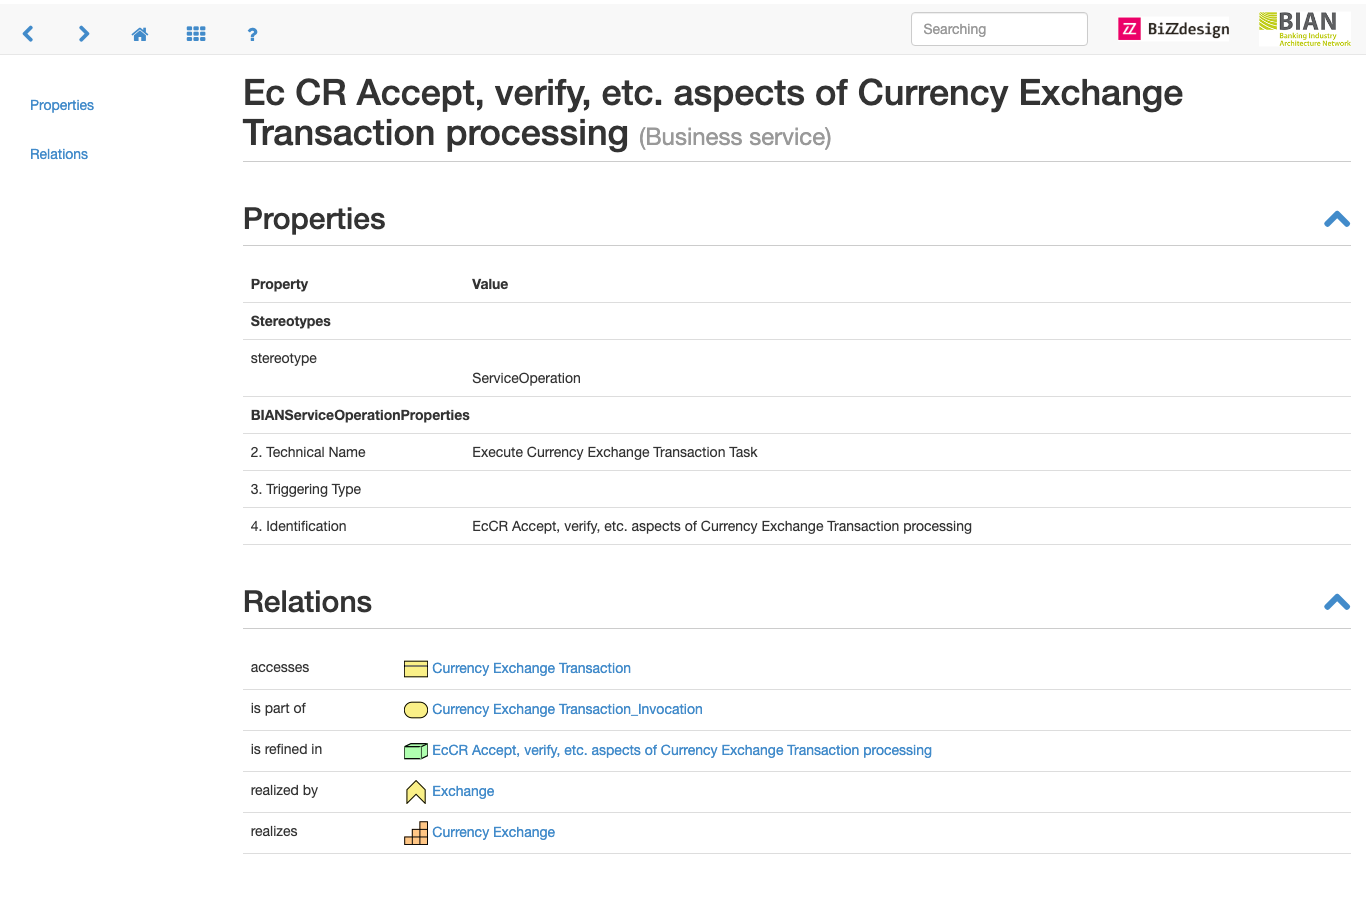 ?
Searching
ZZ BiZZdesign
BIAN
Banking Industry
Architecture Network
Properties
Relations
Ec CR Accept, verify, etc. aspects of Currency Exchange
Transaction processing (Business service)
Properties
Property Value
Stereotypes
stereotype
ServiceOperation
BIANServiceOperationProperties
2. Technical Name Execute Currency Exchange Transaction Task
3. Triggering Type
4. Identification EcCR Accept, verify, etc. aspects of Currency Exchange Transaction processing
Relations
accesses Currency Exchange Transaction
is part of Currency Exchange Transaction_Invocation
is refined in EcCR Accept, verify, etc. aspects of Currency Exchange Transaction processing
realized by Exchange
realizes Currency Exchange